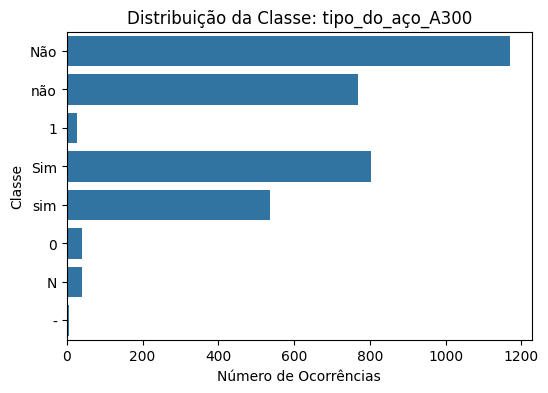 Distribuição da Classe: tipo_do_aço_A300
Classe
Não
não
1
Sim
sim
0
N
-
0 200 400 600 800 1000 1200
Número de Ocorrências